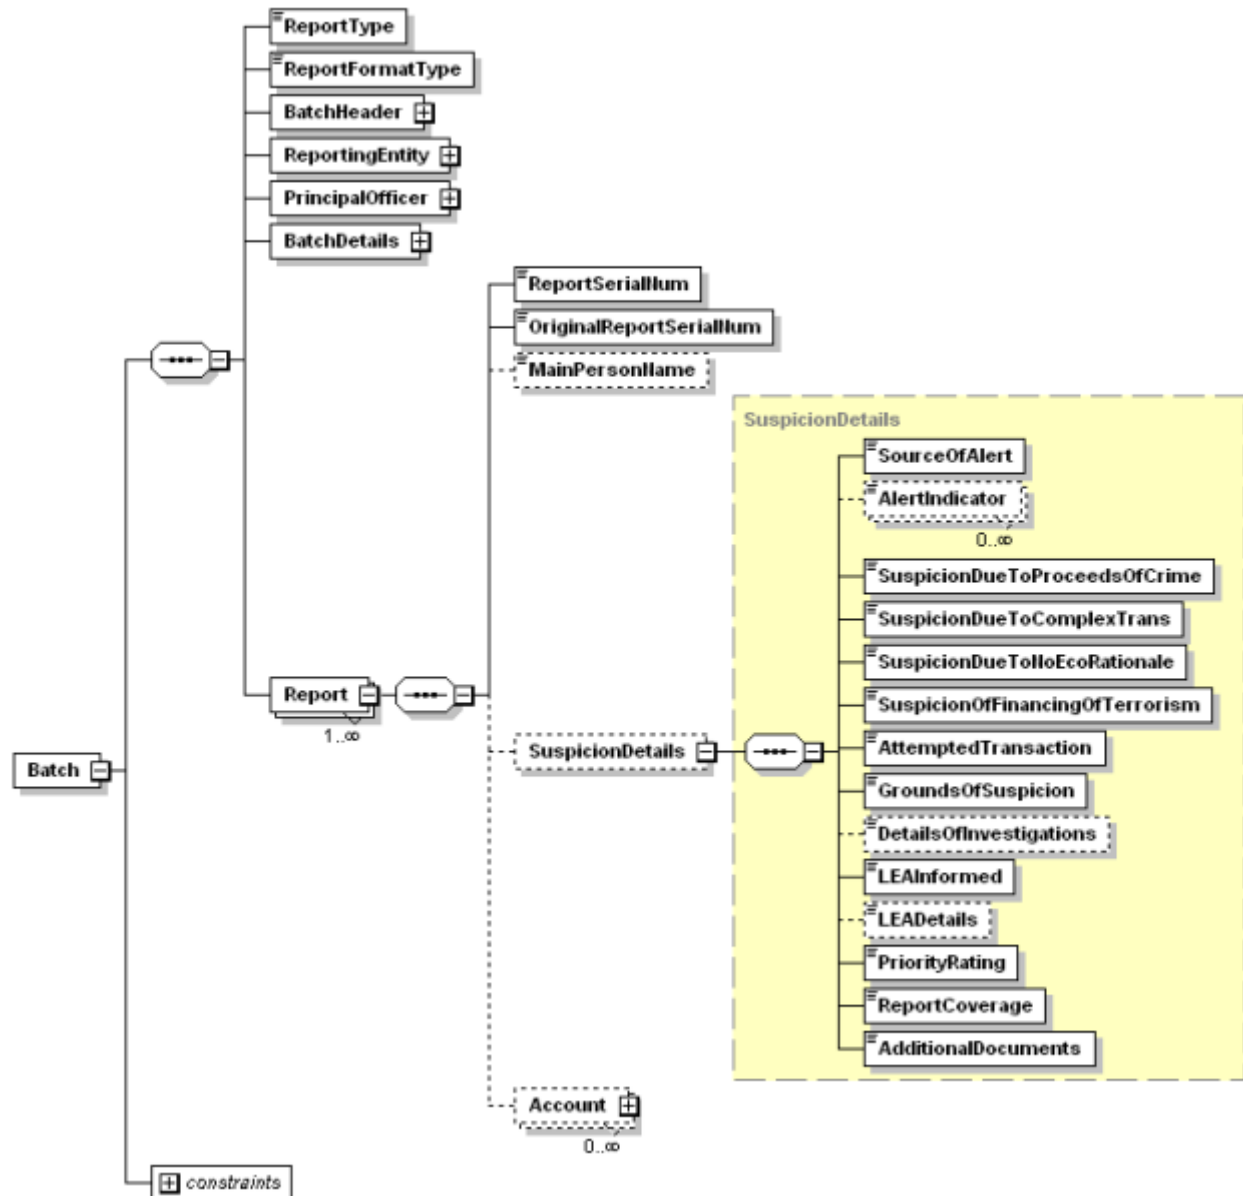 ReportType
ReportFormatType
BatchHeader
ReportingEntity
PrincipalOfficer
BatchDetails
ReportSerialNum
OriginalReportSerialNum
MainPersonName
SuspicionDetails
SourceOfAlert
AlertIndicator
0..∞
SuspicionDueToProceedsOfCrime
SuspicionDueToComplexTrans
SuspicionDueToNoEcoRationale
Report
SuspicionOfFinancingOfTerrorism
1..∞
SuspicionDetails
AttemptedTransaction
Batch
GroundsOfSuspicion
DetailsOfInvestigations
LEAInformed
LEADetails
PriorityRating
ReportCoverage
AdditionalDocuments
Account
0..∞
constraints